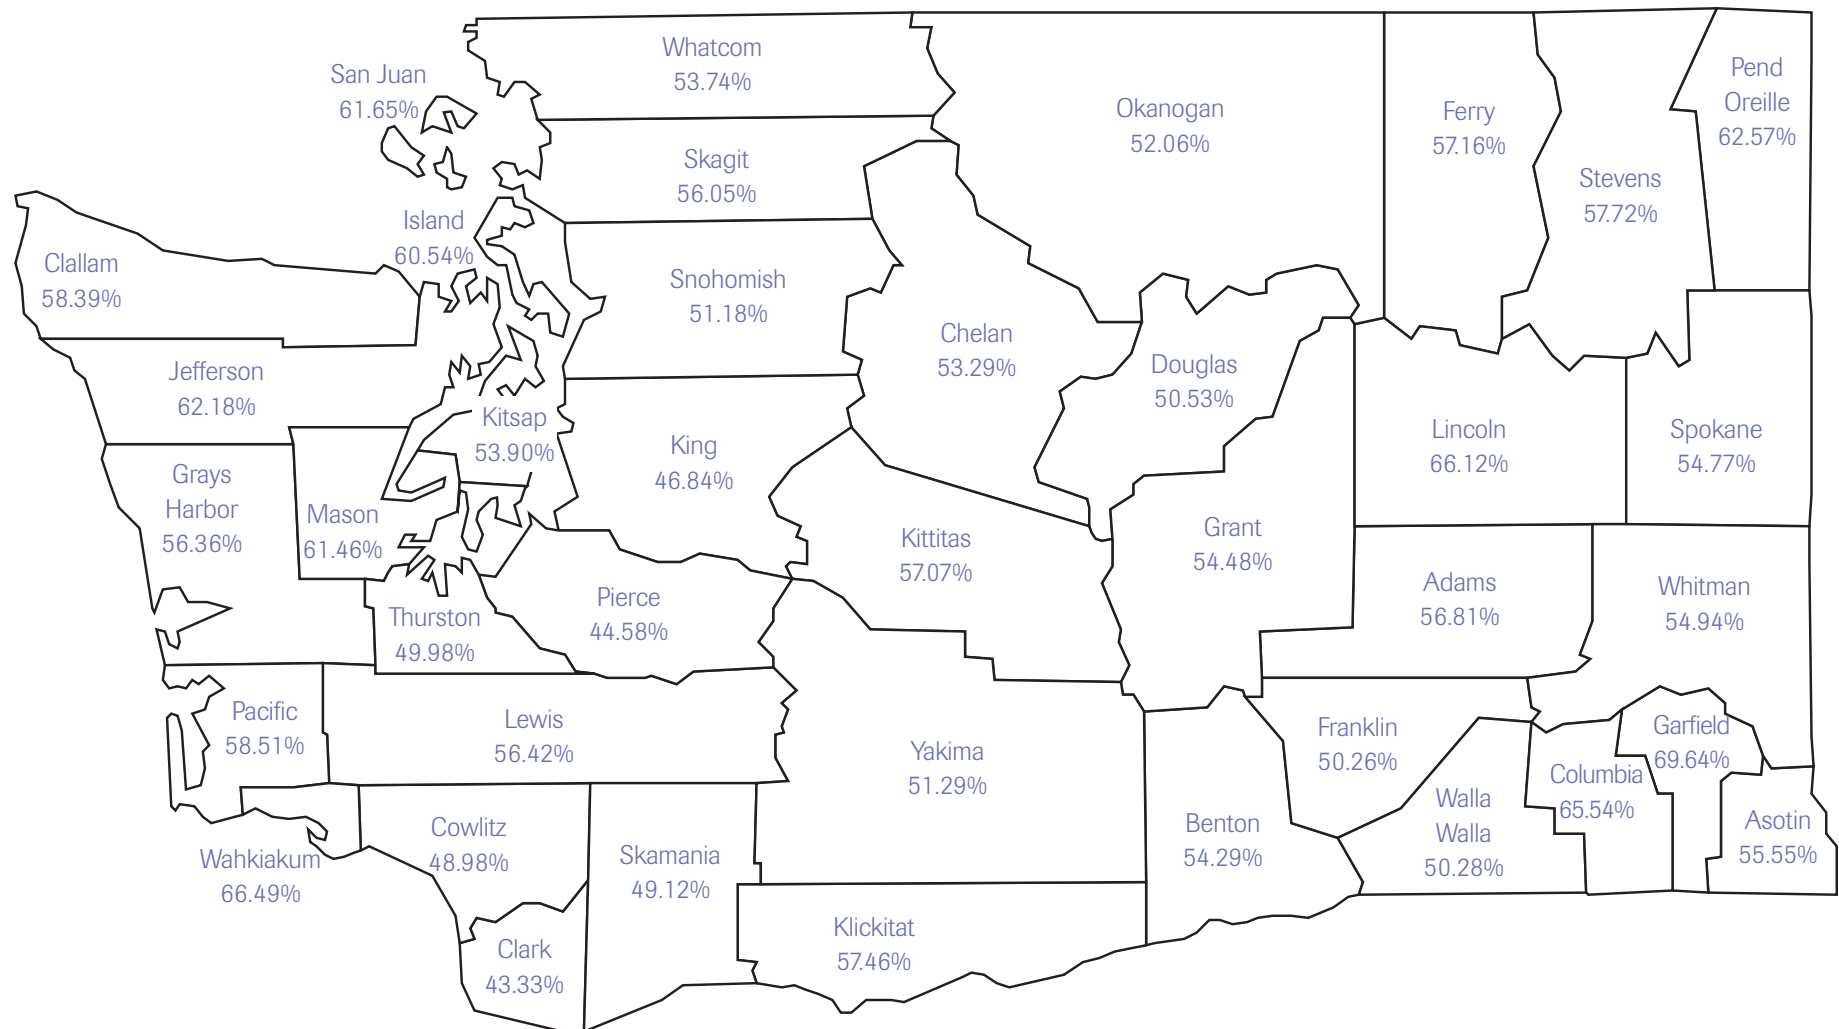 Whatcom
53.74%
San Juan
61.65%
Pend
Oreille
62.57%
Okanogan
52.06%
Ferry
57.16%
Skagit
56.05%
Stevens
57.72%
Island
60.54%
Clallam
58.39%
Snohomish
51.18%
Chelan
53.29%
Douglas
50.53%
Jefferson
62.18%
Kitsap
53.90%
King
46.84%
Lincoln
66.12%
Spokane
54.77%
Grays
Harbor
56.36%
Mason
61.46%
Kittitas
57.07%
Grant
54.48%
Adams
56.81%
Whitman
54.94%
Thurston
49.98%
Pierce
44.58%
Pacific
58.51%
Lewis
56.42%
Yakima
51.29%
Franklin
50.26%
Garfield
69.64%
Columbia
65.54%
Walla
Walla
50.28%
Asotin
55.55%
Benton
54.29%
Cowlitz
48.98%
Wahkiakum
66.49%
Skamania
49.12%
Klickitat
57.46%
Clark
43.33%